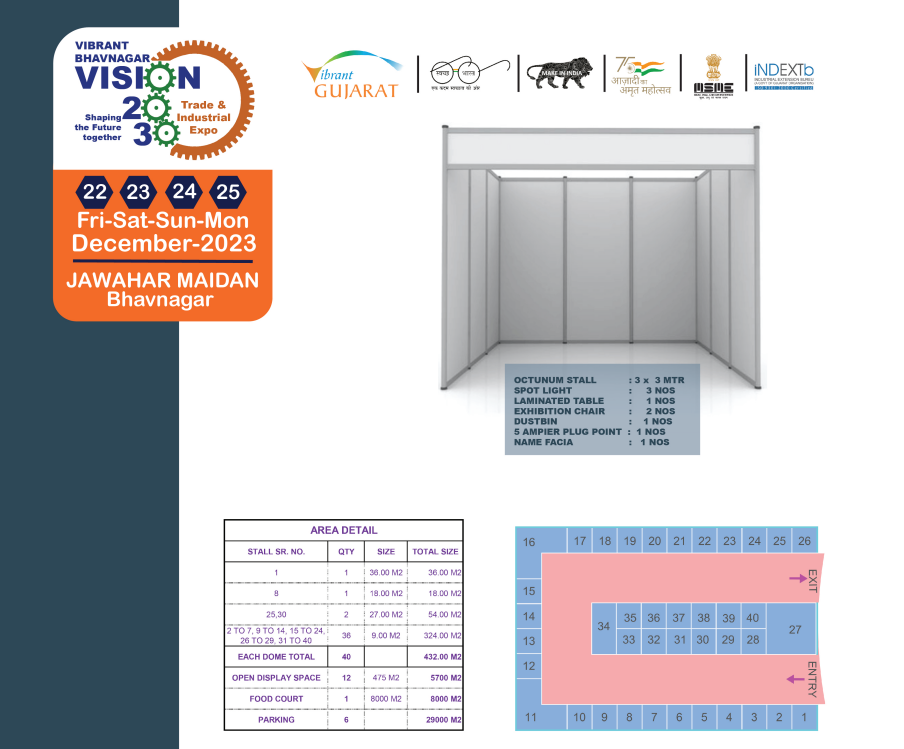 VIBRANT
BHAVNAGAR
VISION
2030
Shaping
the Future
together
Trade &
Industrial
Expo
22 23 24 25
Fri-Sat-Sun-Mon
December-2023
JAWAHAR MAIDAN
Bhavnagar
Vibrant
GUJARAT
स्वच्छ भारत
एक कदम स्वच्छता की ओर
MAKE IN INDIA
75
आज़ादी का
अमृत महोत्सव
MSME
iNDEXTb
INDUSTRIAL EXTENSION BUREAU
OCTUNUM STALL : 3 x 3 MTR
SPOT LIGHT : 3 NOS
LAMINATED TABLE : 1 NOS
EXHIBITION CHAIR : 2 NOS
DUSTBIN : 1 NOS
5 AMPIER PLUG POINT : 1 NOS
NAME FACIA : 1 NOS
AREA DETAIL
STALL SR. NO. QTY SIZE TOTAL SIZE
1 1 36.00 M2 36.00 M2
8 1 18.00 M2 18.00 M2
25,30 2 27.00 M2 54.00 M2
2 TO 7, 9 TO 14, 15 TO 24,
26 TO 29, 31 TO 40 36 9.00 M2 324.00 M2
EACH DOME TOTAL 40 432.00 M2
OPEN DISPLAY SPACE 12 475 M2 5700 M2
FOOD COURT 1 8000 M2 8000 M2
PARKING 6 29000 M2
16 17 18 19 20 21 22 23 24 25 26
EXIT
15
14 34 35 36 37 38 39 40 27
13 33 32 31 30 29 28
12
ENTRY
11 10 9 8 7 6 5 4 3 2 1